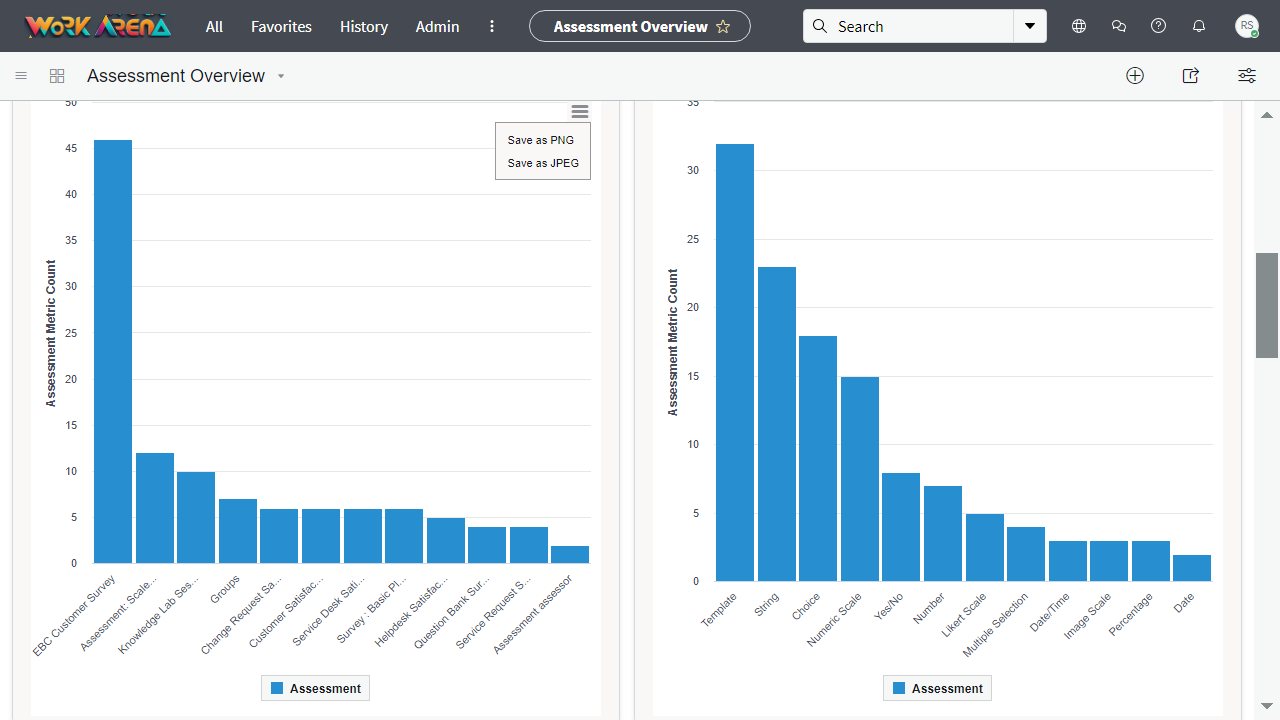 WORK ARENA
All
Favorites
History
Admin
Assessment Overview
Search
RS
Assessment Overview
Save as PNG
Save as JPEG
Assessment Metric Count
50
45
40
35
30
25
20
15
10
5
0
EBC Customer Survey
Assessment: Scale...
Knowledge Lab Ses...
Groups
Change Request Sa...
Customer Satisfac...
Service Desk Sati...
Survey : Basic Pl...
Helpdesk Satisfac...
Question Bank Sur...
Service Request S...
Assessment assessor
Assessment
Assessment Metric Count
35
30
25
20
15
10
5
0
Template
String
Choice
Numeric Scale
Yes/No
Number
Likert Scale
Multiple Selection
Date/Time
Image Scale
Percentage
Date
Assessment